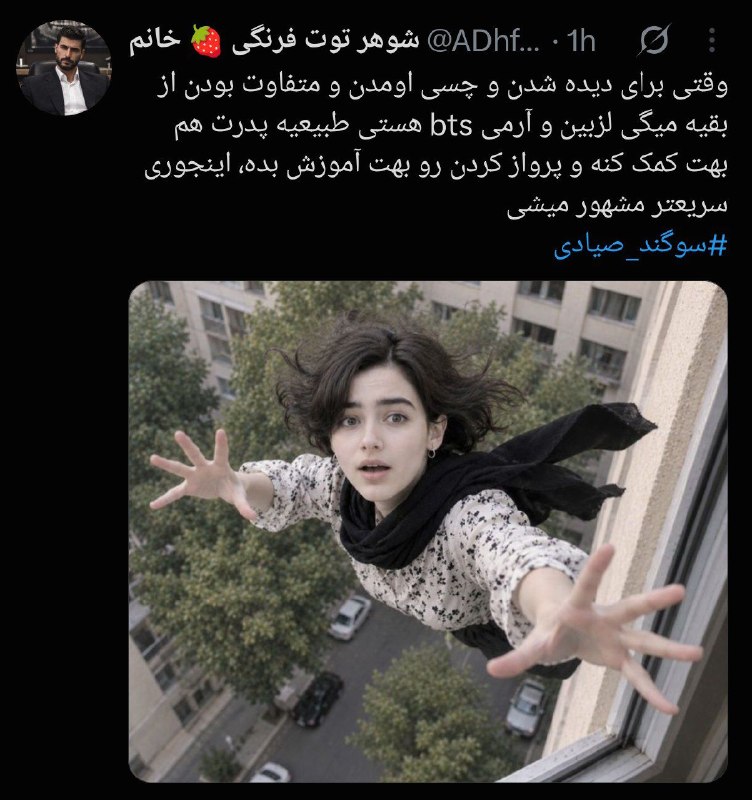 شوهر توت فرنگی 🍓 خانم @ADhf... · 1h
وقتی برای دیده شدن و چسی اومدن و متفاوت بودن از
بقیه میگی لزبین و آرمی bts هستی طبیعیه پدرت هم
بهت کمک کنه و پرواز کردن رو بهت آموزش بده، اینجوری
سریعتر مشهور میشی
#سوگند_صیادی